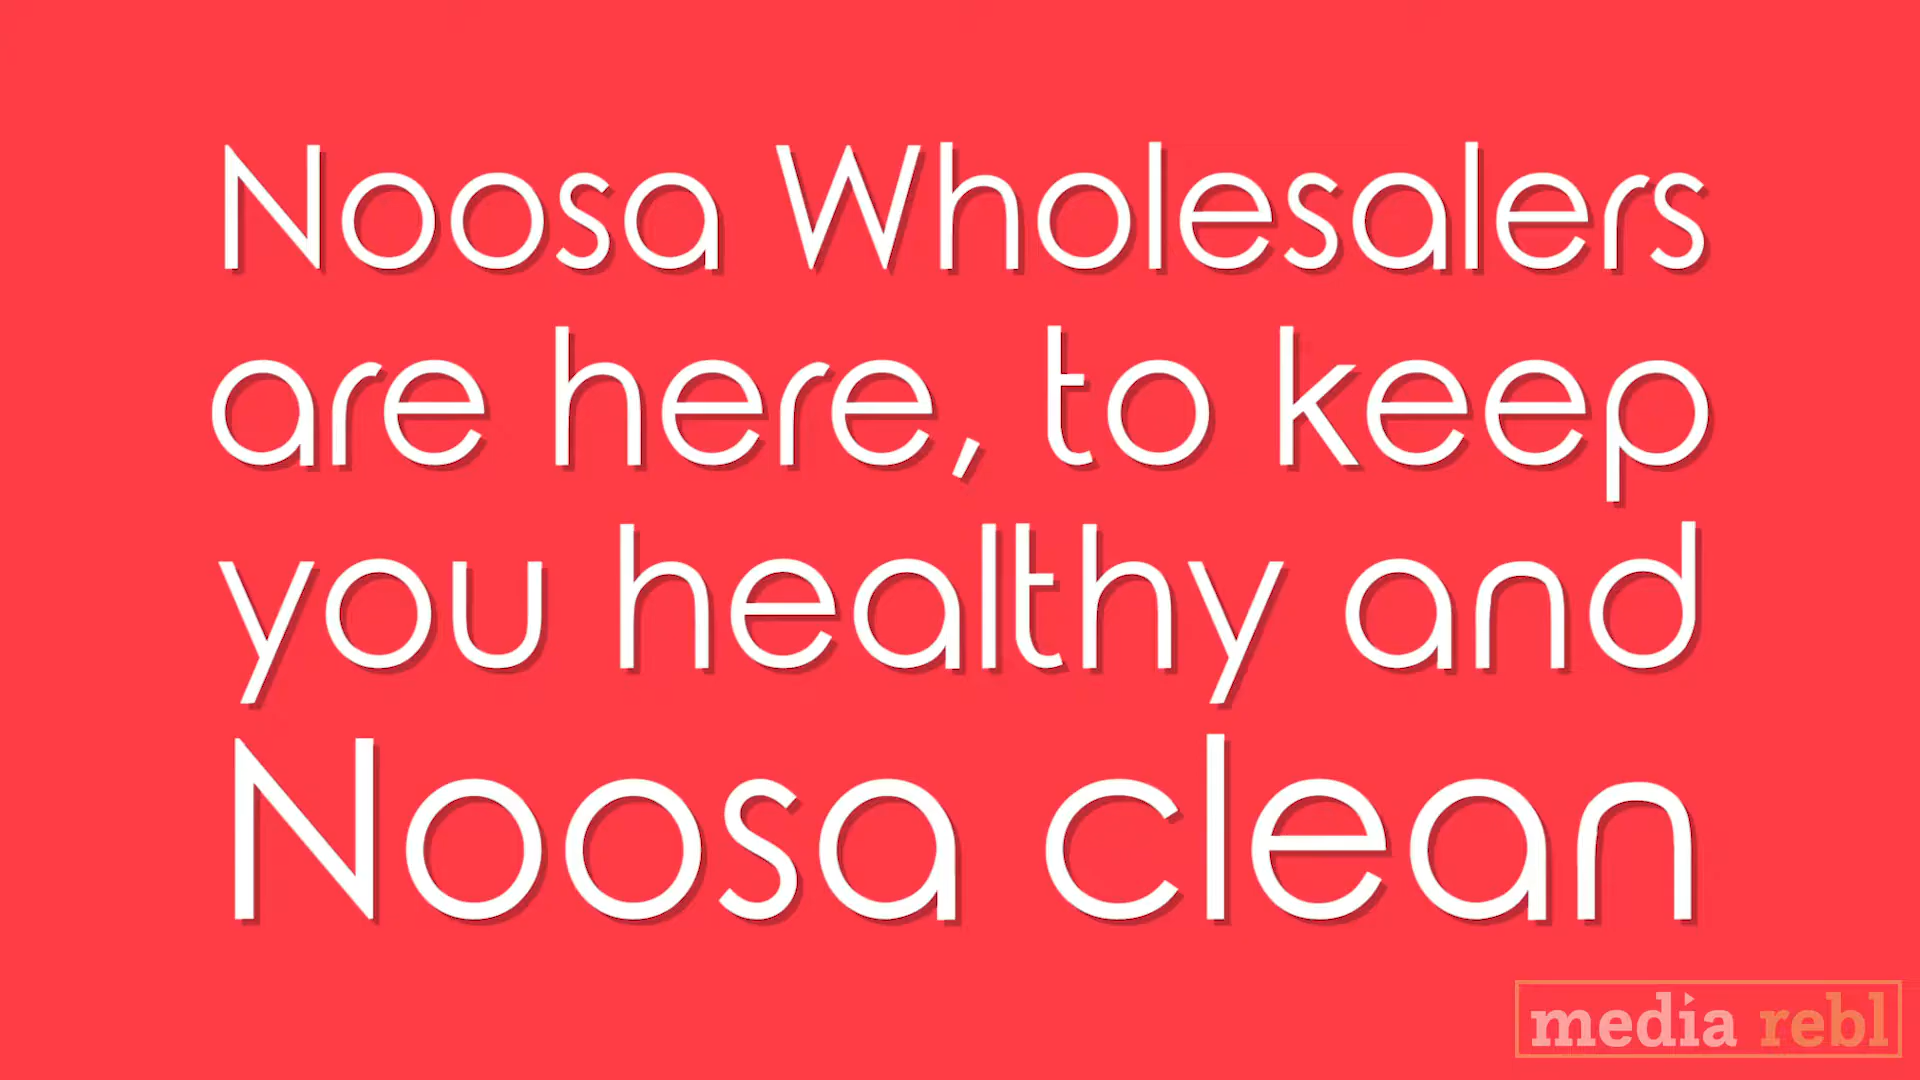 Noosa Wholesalers
are here, to keep
you healthy and
Noosa clean
media rebl